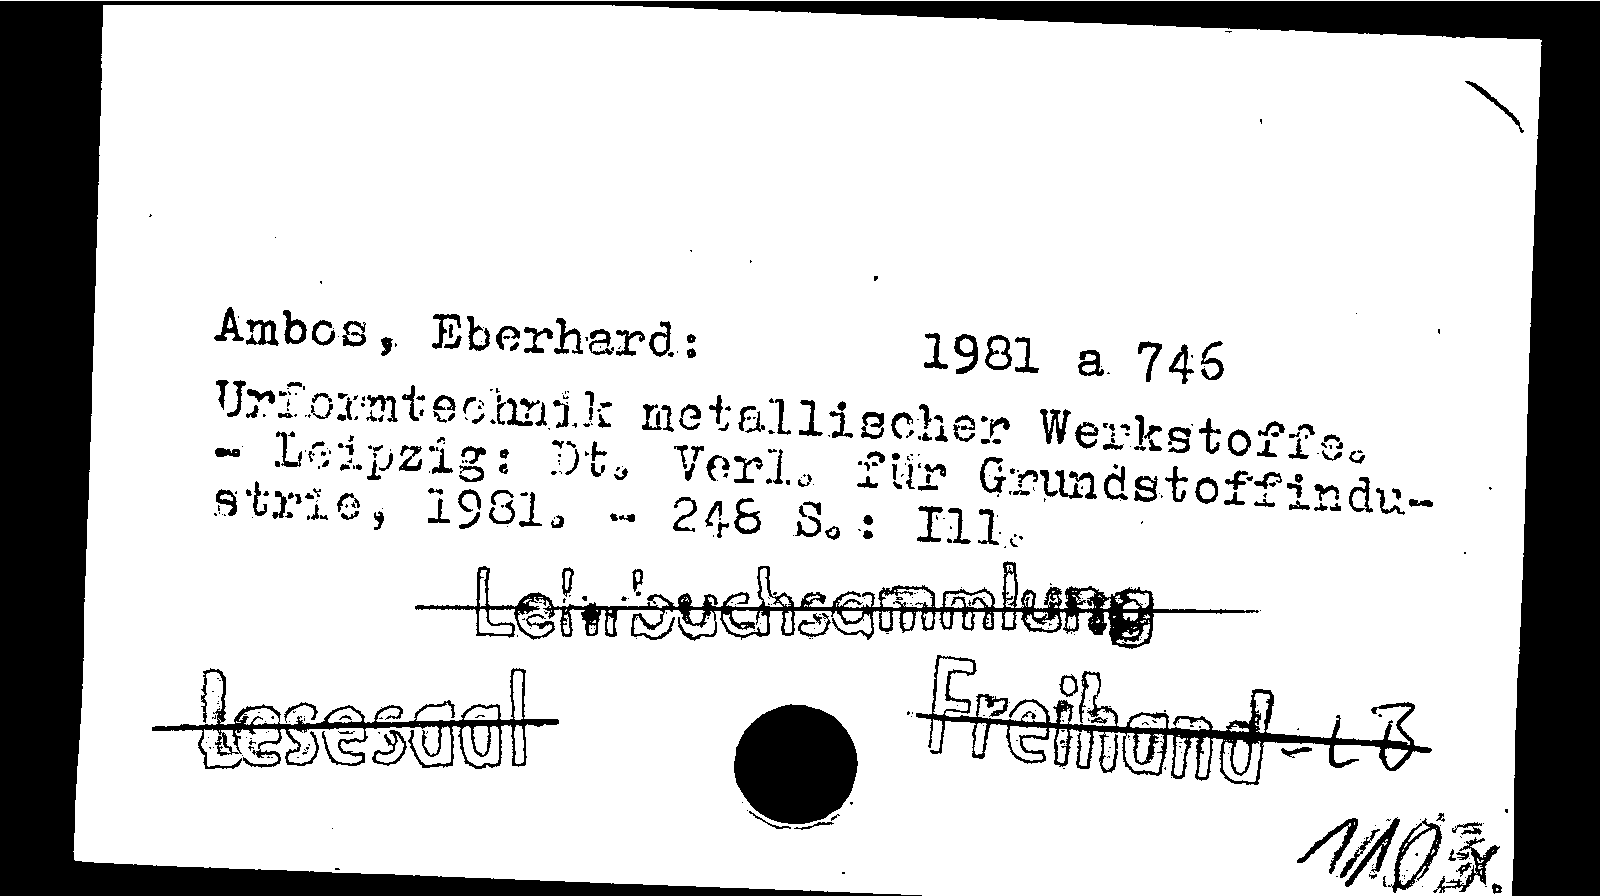 Ambos, Eberhard: 1981 a 746
Urformtechnik metallischer Werkstoffe.
- Leipzig: Dt. Verl. für Grundstoffindu-
strie, 1981. - 248 S.: Ill.
Lehrbuchsammlung
Lesesaal
Freihand - LB